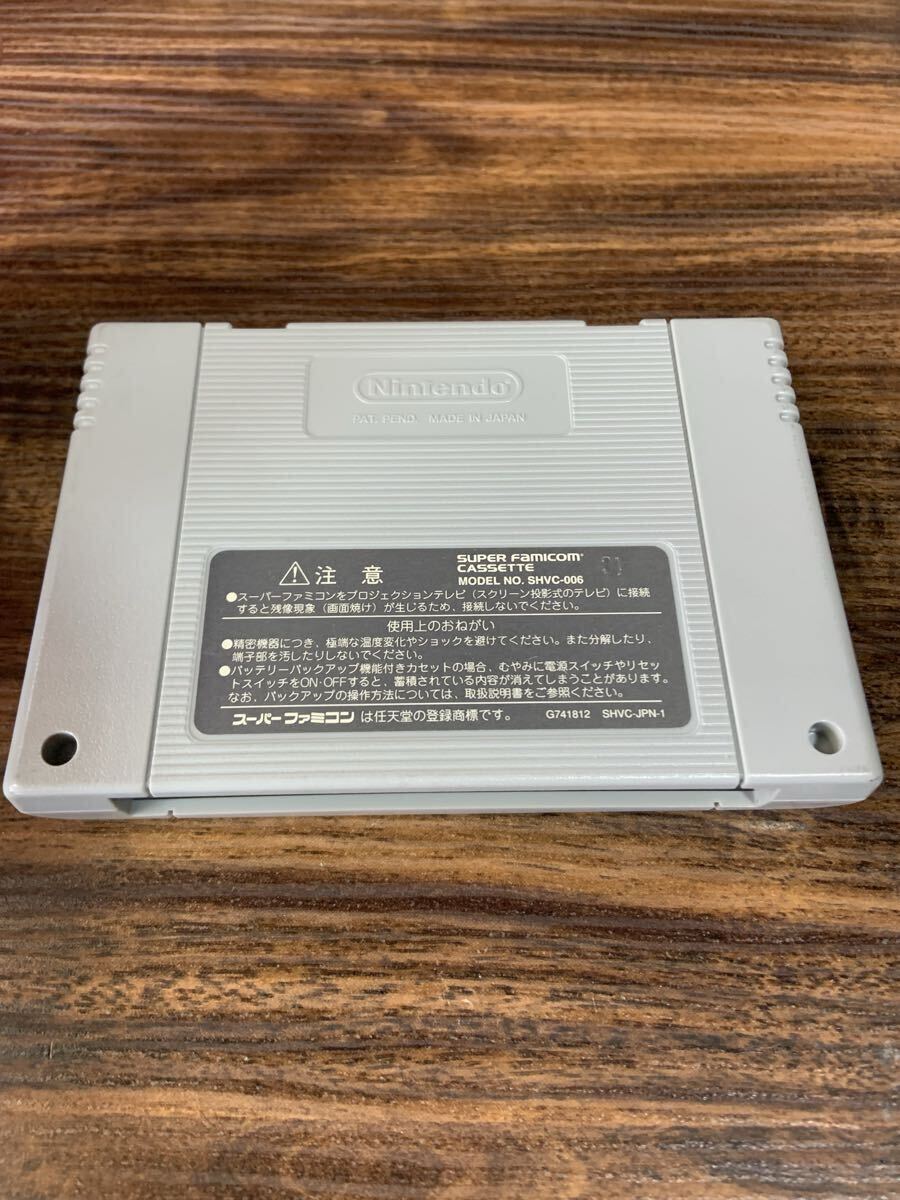 Nintendo
PAT. PEND. MADE IN JAPAN
注意
SUPER FAMICOM
CASSETTE
MODEL NO. SHVC-006
●スーパーファミコンをプロジェクションテレビ(スクリーン投影式のテレビ)に接続
すると残像現象(画面焼け)が生じるため、接続しないでください。
使用上のおねがい
●精密機器につき、極端な温度変化やショックを避けてください。また分解したり、
端子部を汚したりしないでください。
●バッテリーバックアップ機能付きカセットの場合、むやみに電源スイッチやリセッ
トスイッチをON・OFFすると、蓄積されている内容が消えてしまうことがあります。
なお、バックアップの操作方法については、取扱説明書をご参照ください。
スーパーファミコンは任天堂の登録商標です。 G741812 SHVC-JPN-1